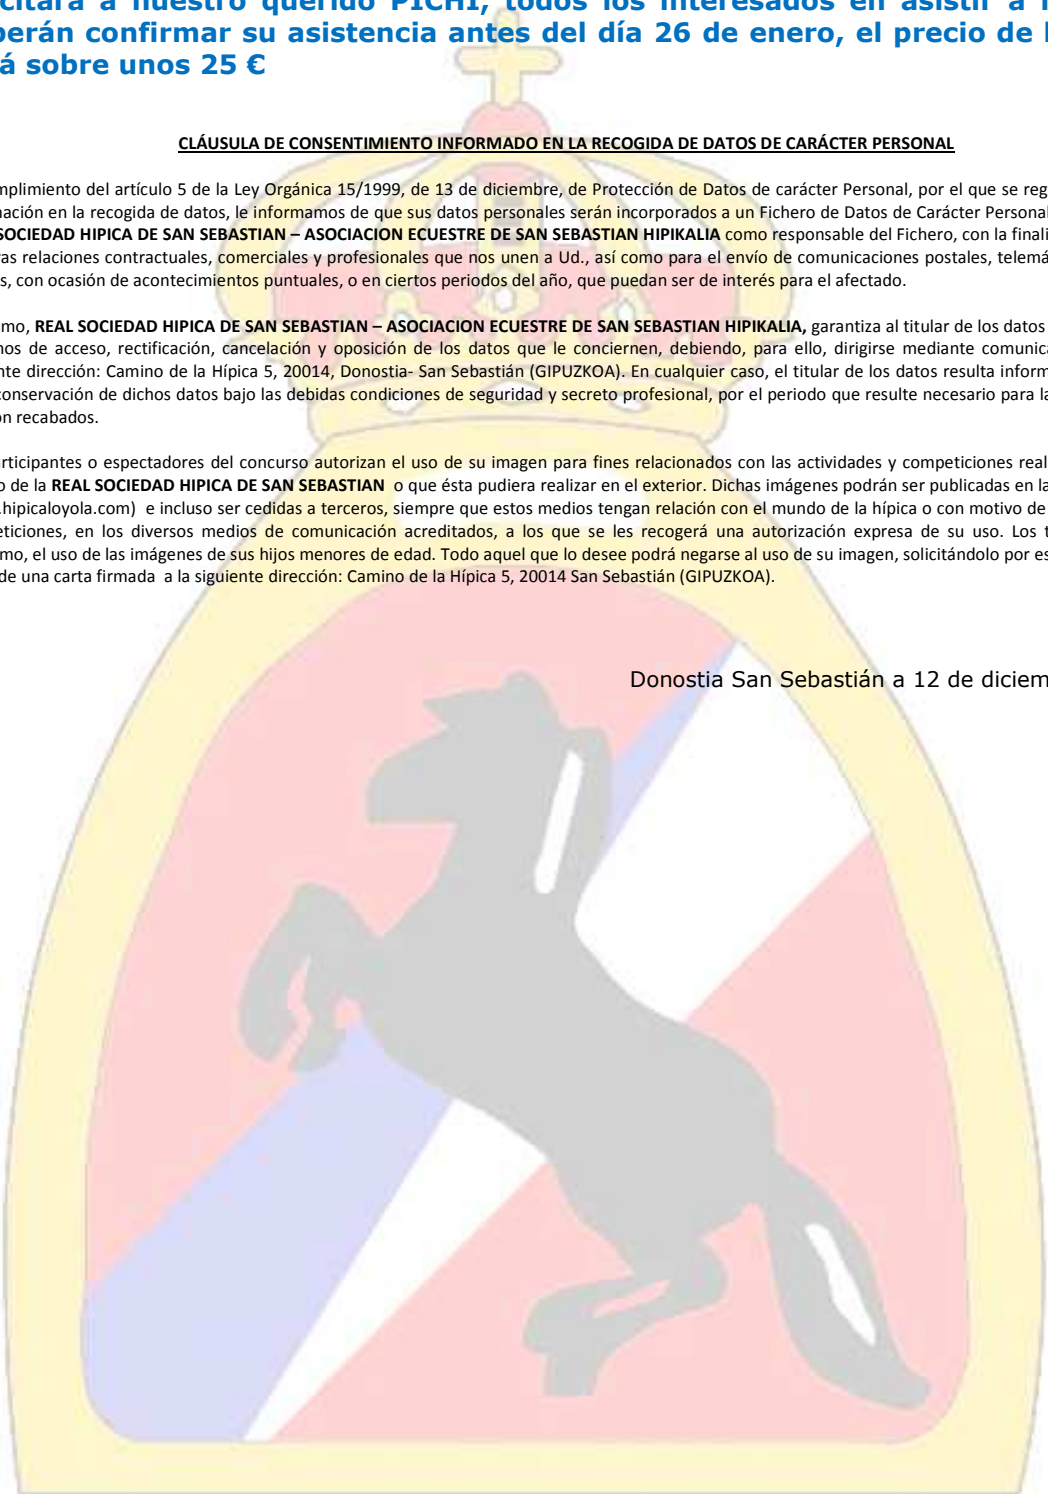 citará a nuestro querido PICHI, todos los interesados en asistir a
berán confirmar su asistencia antes del día 26 de enero, el precio de
á sobre unos 25 €
CLÁUSULA DE CONSENTIMIENTO INFORMADO EN LA RECOGIDA DE DATOS DE CARÁCTER PERSONAL
mplimiento del artículo 5 de la Ley Orgánica 15/1999, de 13 de diciembre, de Protección de Datos de carácter Personal, por el que se reg
nación en la recogida de datos, le informamos de que sus datos personales serán incorporados a un Fichero de Datos de Carácter Personal
SOCIEDAD HIPICA DE SAN SEBASTIAN – ASOCIACION ECUESTRE DE SAN SEBASTIAN HIPIKALIA como responsable del Fichero, con la finali
ras relaciones contractuales, comerciales y profesionales que nos unen a Ud., así como para el envío de comunicaciones postales, telemá
s, con ocasión de acontecimientos puntuales, o en ciertos periodos del año, que puedan ser de interés para el afectado.
mo, REAL SOCIEDAD HIPICA DE SAN SEBASTIAN – ASOCIACION ECUESTRE DE SAN SEBASTIAN HIPIKALIA, garantiza al titular de los datos
hos de acceso, rectificación, cancelación y oposición de los datos que le conciernen, debiendo, para ello, dirigirse mediante comunica
nte dirección: Camino de la Hípica 5, 20014, Donostia- San Sebastián (GIPUZKOA). En cualquier caso, el titular de los datos resulta inform
conservación de dichos datos bajo las debidas condiciones de seguridad y secreto profesional, por el periodo que resulte necesario para la
on recabados.
articipantes o espectadores del concurso autorizan el uso de su imagen para fines relacionados con las actividades y competiciones real
o de la REAL SOCIEDAD HIPICA DE SAN SEBASTIAN o que ésta pudiera realizar en el exterior. Dichas imágenes podrán ser publicadas en la
.hipicaloyola.com) e incluso ser cedidas a terceros, siempre que estos medios tengan relación con el mundo de la hípica o con motivo de
peticiones, en los diversos medios de comunicación acreditados, a los que se les recogerá una autorización expresa de su uso. Los t
mo, el uso de las imágenes de sus hijos menores de edad. Todo aquel que lo desee podrá negarse al uso de su imagen, solicitándolo por es
de una carta firmada a la siguiente dirección: Camino de la Hípica 5, 20014 San Sebastián (GIPUZKOA).
Donostia San Sebastián a 12 de diciem